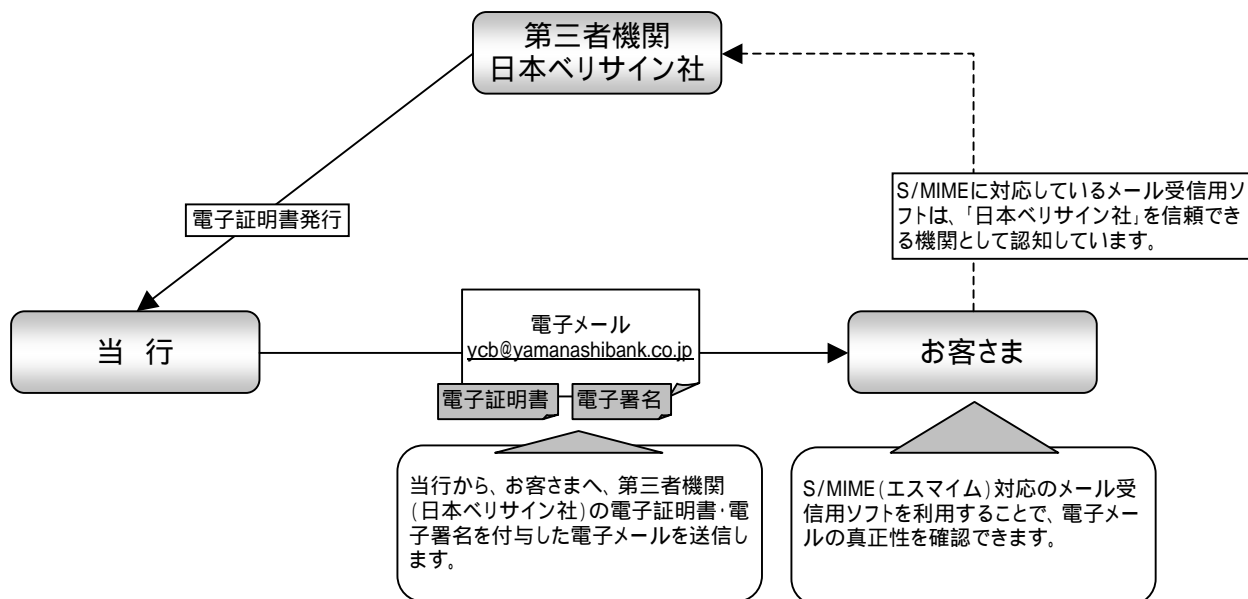 第三者機関
日本ベリサイン社
S/MIMEに対応しているメール受信用ソ
フトは、「日本ベリサイン社」を信頼でき
る機関として認知しています。
電子証明書発行
当 行
電子メール
ycb@yamanashibank.co.jp
電子証明書
電子署名
お客さま
当行から、お客さまへ、第三者機関
(日本ベリサイン社)の電子証明書・電
子署名を付与した電子メールを送信し
ます。
S/MIME(エスマイム)対応のメール受
信用ソフトを利用することで、電子メー
ルの真正性を確認できます。